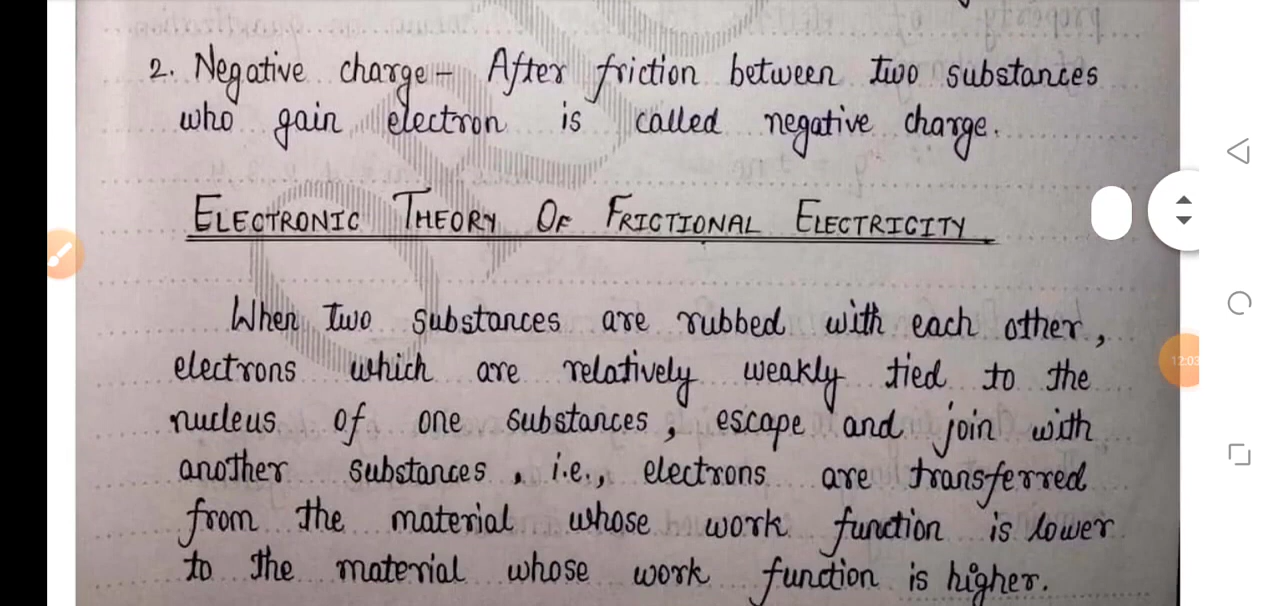 2. Negative charge - After friction between two substances
who gain electron is called negative charge.
ELECTRONIC THEORY OF FRICTIONAL ELECTRICITY
When two substances are rubbed with each other,
electrons which are relatively weakly tied to the
nucleus of one substances, escape and join with
another substances, i.e., electrons are transferred
from the material whose work function is lower
to the material whose work function is higher.
12:03